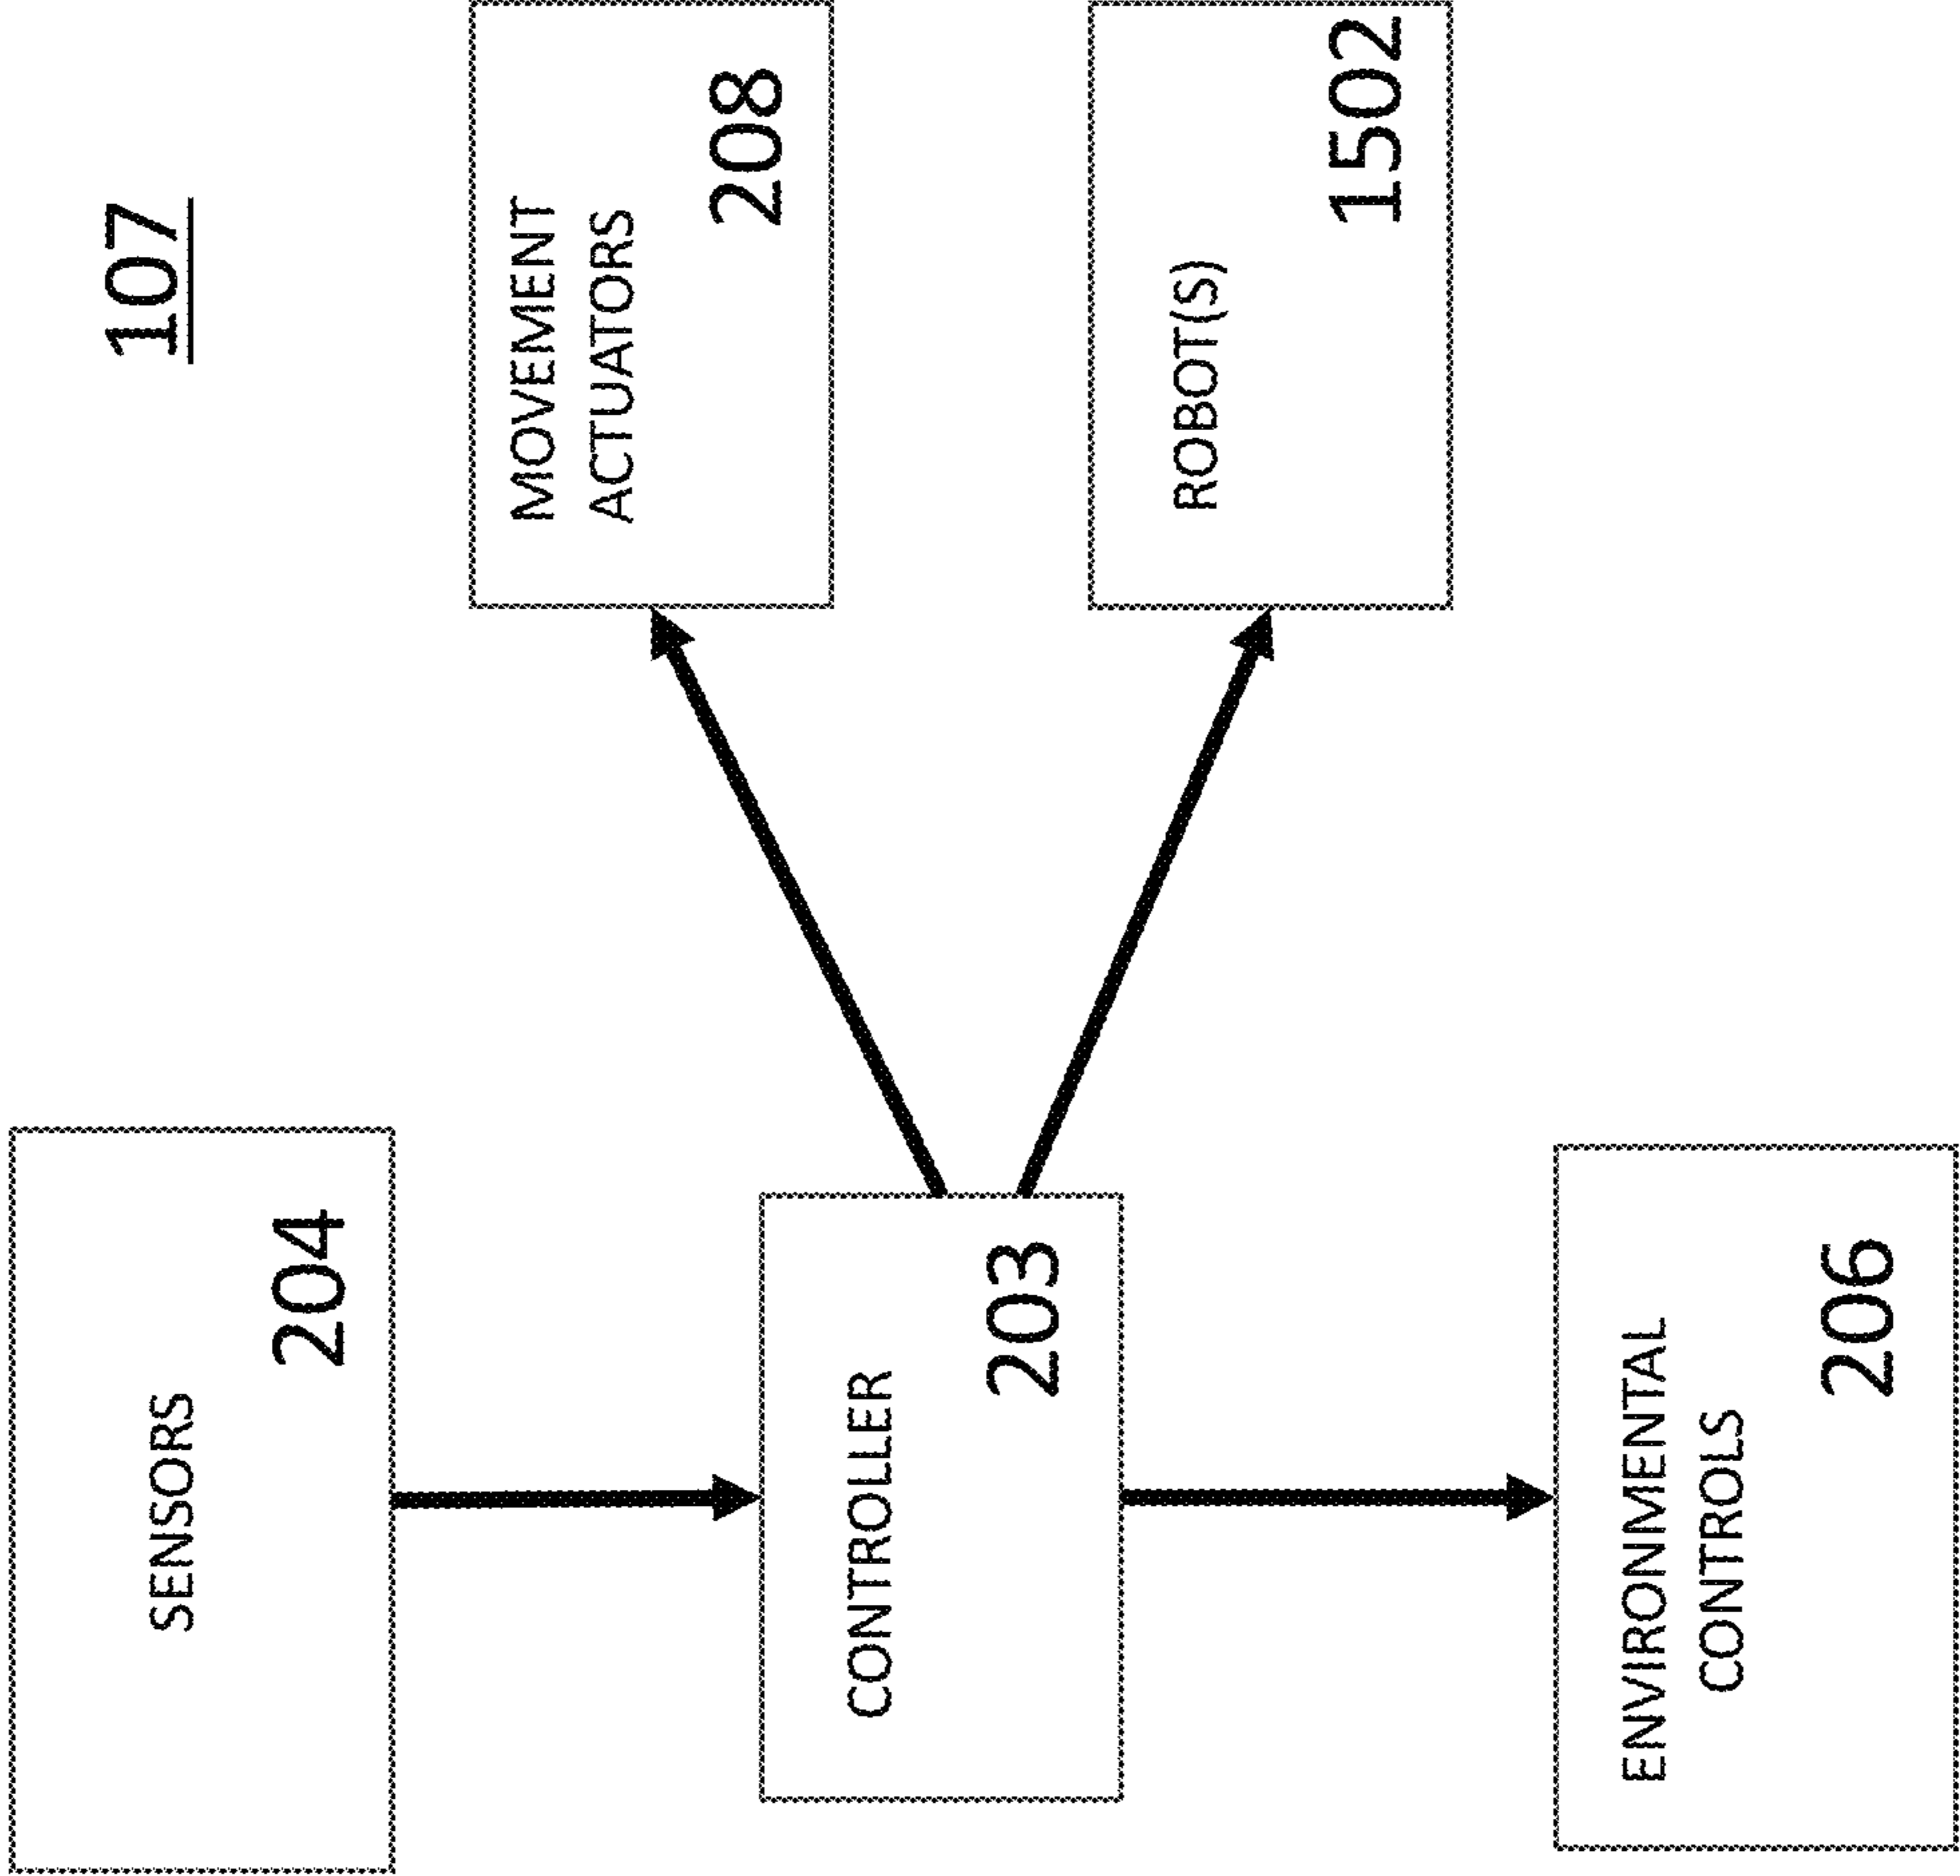 107
SENSORS
204
CONTROLLER
203
ENVIRONMENTAL
CONTROLS
206
MOVEMENT
ACTUATORS
208
ROBOT(S)
1502